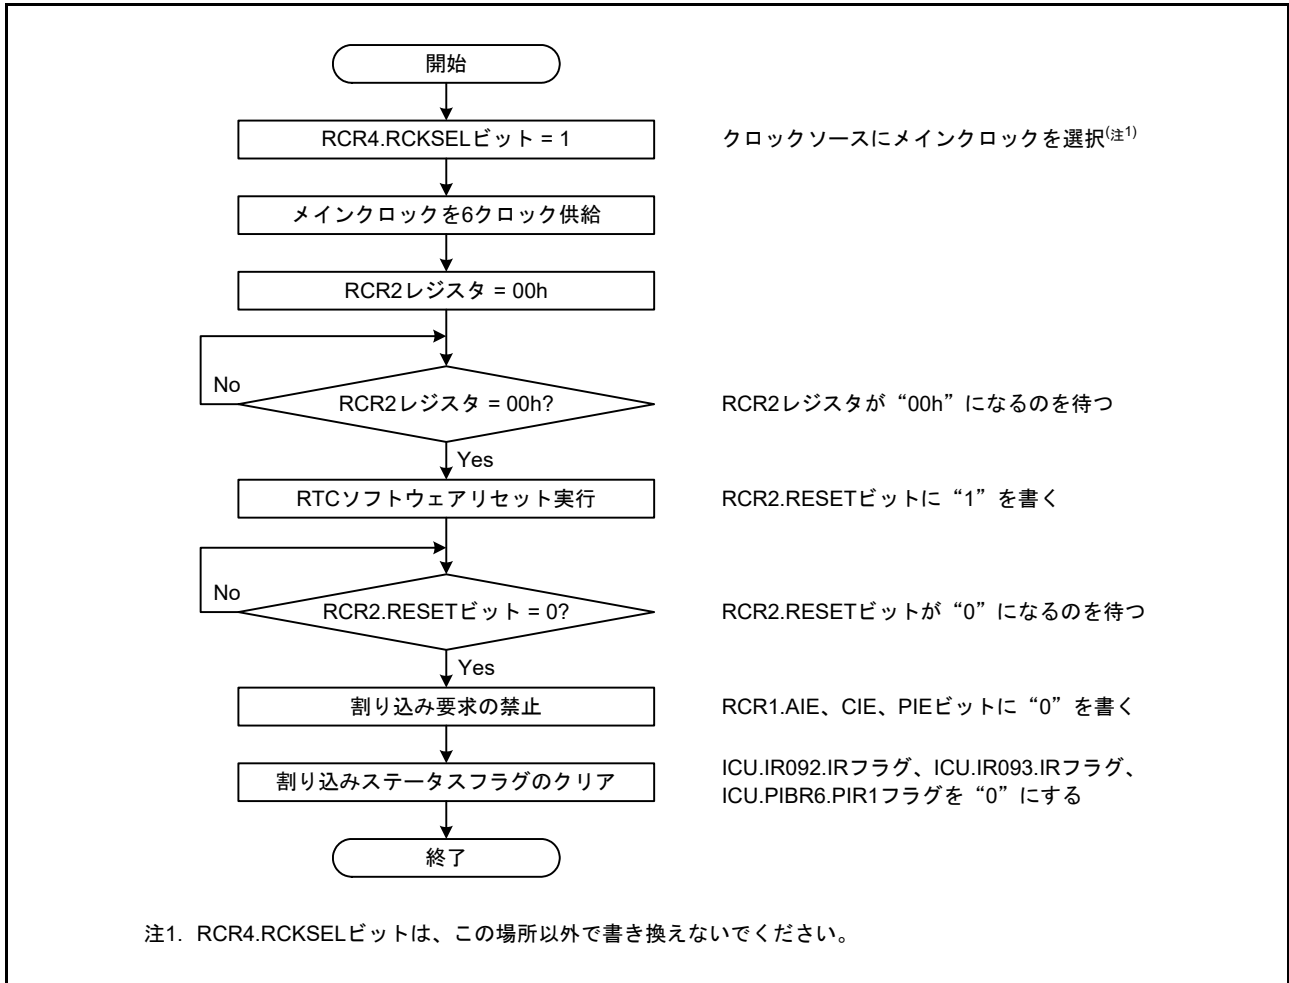 開始
RCR4.RCKSELビット = 1
クロックソースにメインクロックを選択(注1)
メインクロックを6クロック供給
RCR2レジスタ = 00h
No
RCR2レジスタ = 00h?
RCR2レジスタが“00h”になるのを待つ
Yes
RTCソフトウェアリセット実行
RCR2.RESETビットに“1”を書く
No
RCR2.RESETビット = 0?
RCR2.RESETビットが“0”になるのを待つ
Yes
割り込み要求の禁止
RCR1.AIE、CIE、PIEビットに“0”を書く
割り込みステータスフラグのクリア
ICU.IR092.IRフラグ、ICU.IR093.IRフラグ、
ICU.PIBR6.PIR1フラグを“0”にする
終了
注1. RCR4.RCKSELビットは、この場所以外で書き換えないでください。